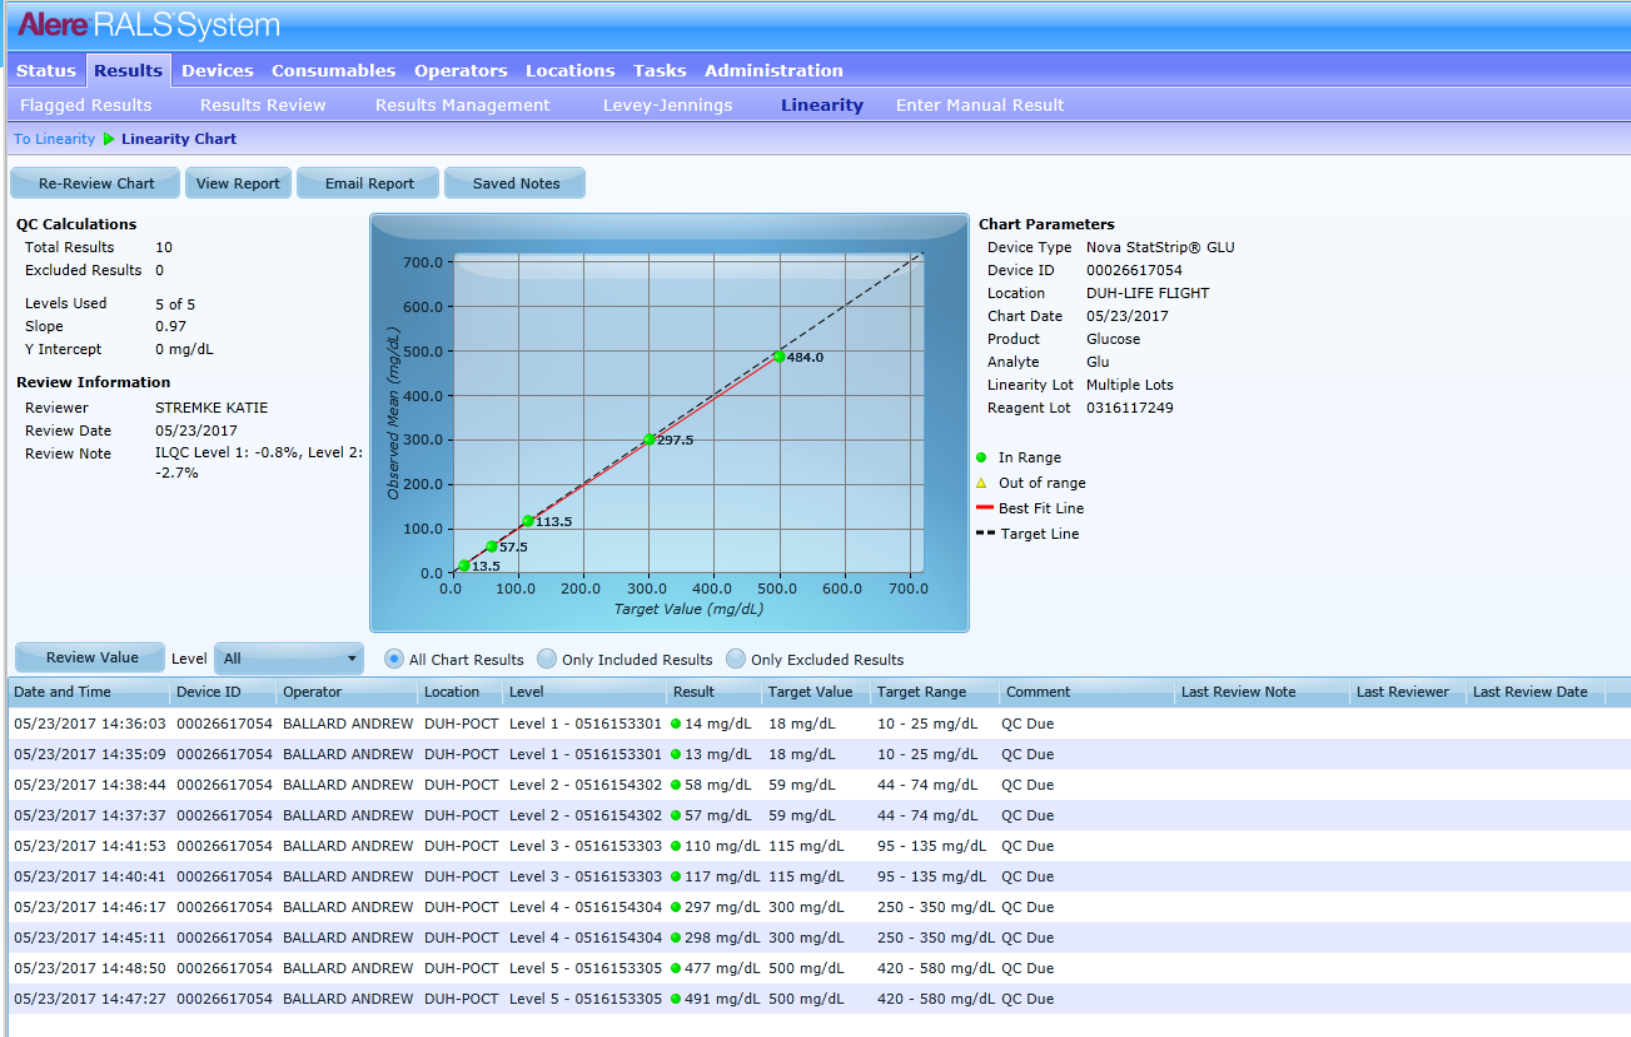 Alere RALS System
Status Results Devices Consumables Operators Locations Tasks Administration
Flagged Results Results Review Results Management Levey-Jennings Linearity Enter Manual Result
To Linearity Linearity Chart
Re-Review Chart View Report Email Report Saved Notes
QC Calculations
Total Results 10
Excluded Results 0
Levels Used 5 of 5
Slope 0.97
Y Intercept 0 mg/dL
Review Information
Reviewer STREMKE KATIE
Review Date 05/23/2017
Review Note ILQC Level 1: -0.8%, Level 2:
-2.7%
Observed Mean (mg/dL)
700.0
600.0
500.0
400.0
300.0
200.0
100.0
0.0
484.0
297.5
113.5
57.5
13.5
0.0 100.0 200.0 300.0 400.0 500.0 600.0 700.0
Target Value (mg/dL)
Chart Parameters
Device Type Nova StatStrip® GLU
Device ID 00026617054
Location DUH-LIFE FLIGHT
Chart Date 05/23/2017
Product Glucose
Analyte Glu
Linearity Lot Multiple Lots
Reagent Lot 0316117249
In Range
Out of range
Best Fit Line
Target Line
Review Value Level All All Chart Results Only Included Results Only Excluded Results
Date and Time Device ID Operator Location Level Result Target Value Target Range Comment Last Review Note Last Reviewer Last Review Date
05/23/2017 14:36:03 00026617054 BALLARD ANDREW DUH-POCT Level 1 - 0516153301 14 mg/dL 18 mg/dL 10 - 25 mg/dL QC Due
05/23/2017 14:35:09 00026617054 BALLARD ANDREW DUH-POCT Level 1 - 0516153301 13 mg/dL 18 mg/dL 10 - 25 mg/dL QC Due
05/23/2017 14:38:44 00026617054 BALLARD ANDREW DUH-POCT Level 2 - 0516154302 58 mg/dL 59 mg/dL 44 - 74 mg/dL QC Due
05/23/2017 14:37:37 00026617054 BALLARD ANDREW DUH-POCT Level 2 - 0516154302 57 mg/dL 59 mg/dL 44 - 74 mg/dL QC Due
05/23/2017 14:41:53 00026617054 BALLARD ANDREW DUH-POCT Level 3 - 0516153303 110 mg/dL 115 mg/dL 95 - 135 mg/dL QC Due
05/23/2017 14:40:41 00026617054 BALLARD ANDREW DUH-POCT Level 3 - 0516153303 117 mg/dL 115 mg/dL 95 - 135 mg/dL QC Due
05/23/2017 14:46:17 00026617054 BALLARD ANDREW DUH-POCT Level 4 - 0516154304 297 mg/dL 300 mg/dL 250 - 350 mg/dL QC Due
05/23/2017 14:45:11 00026617054 BALLARD ANDREW DUH-POCT Level 4 - 0516154304 298 mg/dL 300 mg/dL 250 - 350 mg/dL QC Due
05/23/2017 14:48:50 00026617054 BALLARD ANDREW DUH-POCT Level 5 - 0516153305 477 mg/dL 500 mg/dL 420 - 580 mg/dL QC Due
05/23/2017 14:47:27 00026617054 BALLARD ANDREW DUH-POCT Level 5 - 0516153305 491 mg/dL 500 mg/dL 420 - 580 mg/dL QC Due